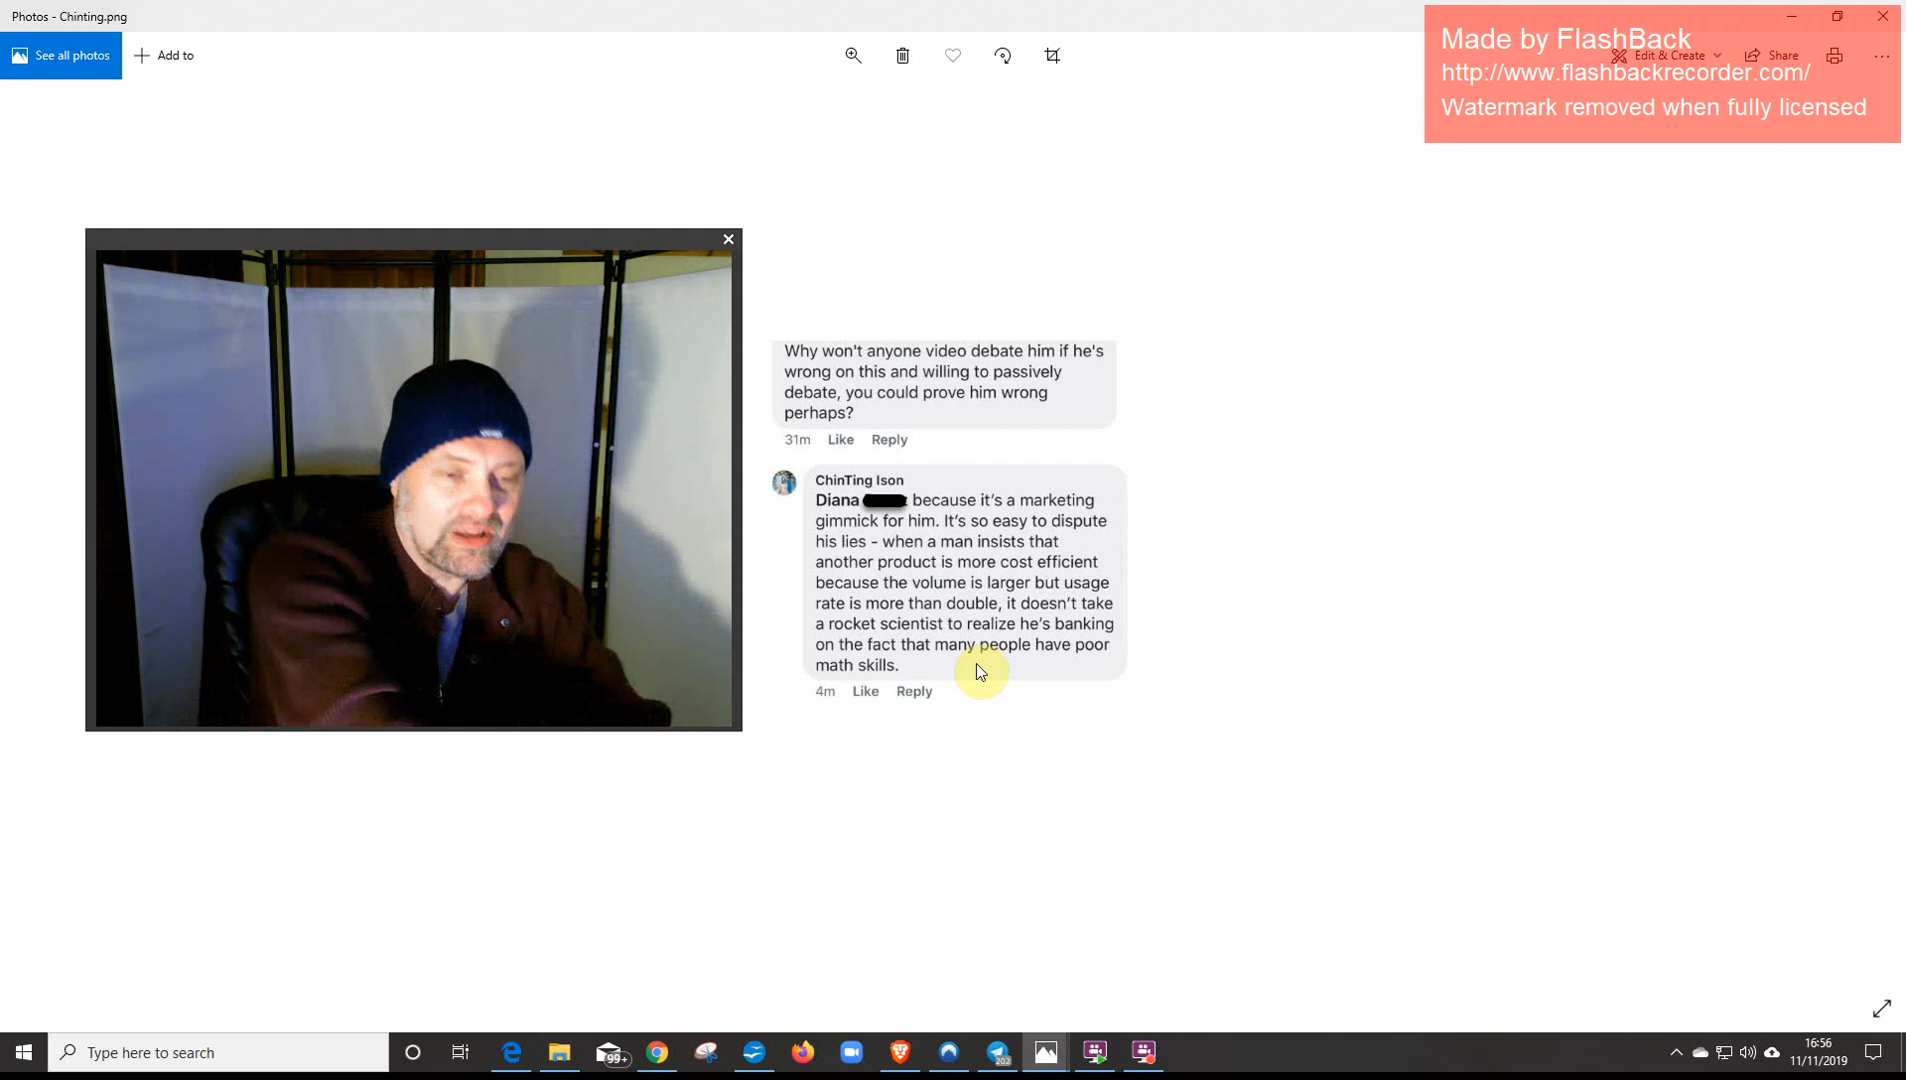 Photos - Chinting.png
See all photos
Add to
Edit & Create
Share
Made by FlashBack
http://www.flashbackrecorder.com/
Watermark removed when fully licensed
Why won't anyone video debate him if he's
wrong on this and willing to passively
debate, you could prove him wrong
perhaps?
31m Like Reply
ChinTing Ison
Diana because it's a marketing
gimmick for him. It's so easy to dispute
his lies - when a man insists that
another product is more cost efficient
because the volume is larger but usage
rate is more than double, it doesn't take
a rocket scientist to realize he's banking
on the fact that many people have poor
math skills.
4m Like Reply
Type here to search
99+
202
16:56
11/11/2019